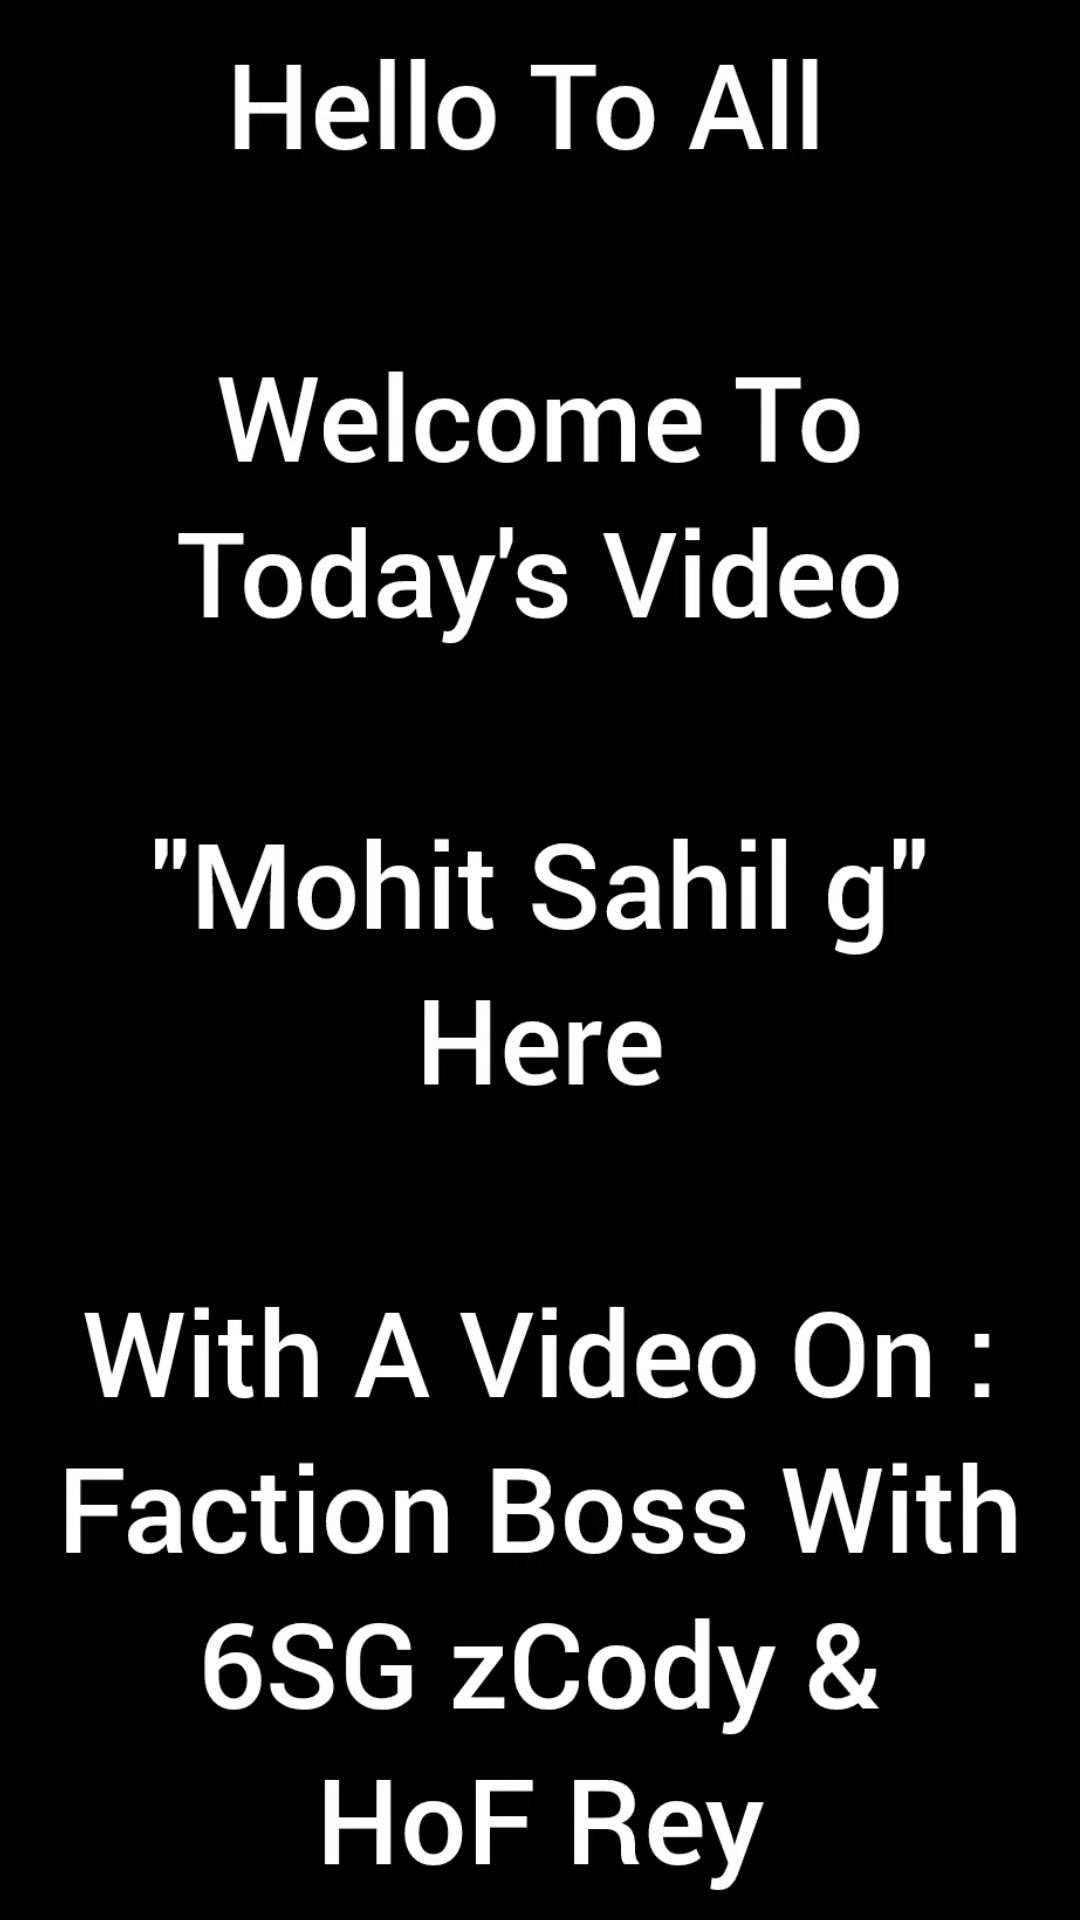 Hello To All
Welcome To
Today's Video
"Mohit Sahil g"
Here
With A Video On :
Faction Boss With
6SG zCody &
HoF Rey